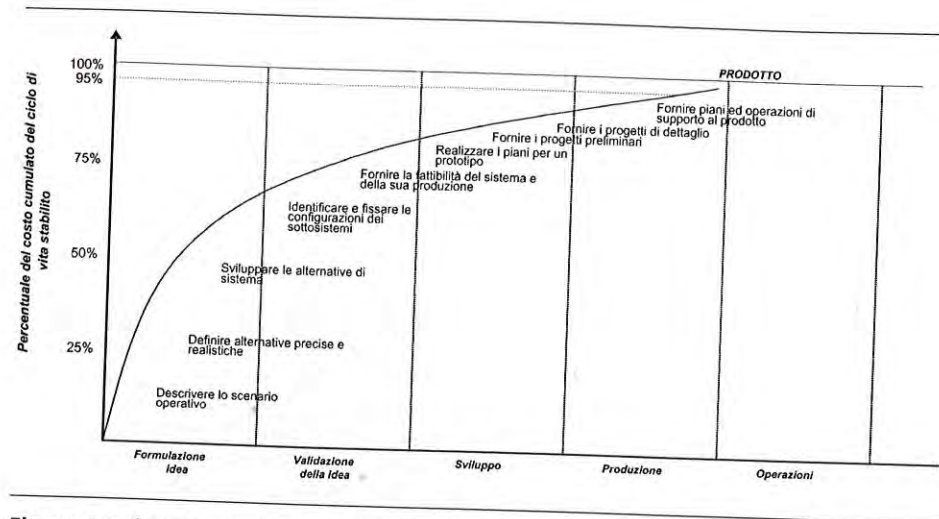 100%
95%
75%
50%
25%
Percentuale del costo cumulato del ciclo di
vita stabilito
PRODOTTO
Fornire piani ed operazioni di
supporto al prodotto
Fornire i progetti di dettaglio
Fornire i progetti preliminari
Realizzare i piani per un
prototipo
Fornire la fattibilità del sistema e
della sua produzione
Identificare e fissare le
configurazioni dei
sottosistemi
Sviluppare le alternative di
sistema
Definire alternative precise e
realistiche
Descrivere lo scenario
operativo
Formulazione
Idea
Validazione
della Idea
Sviluppo
Produzione
Operazioni